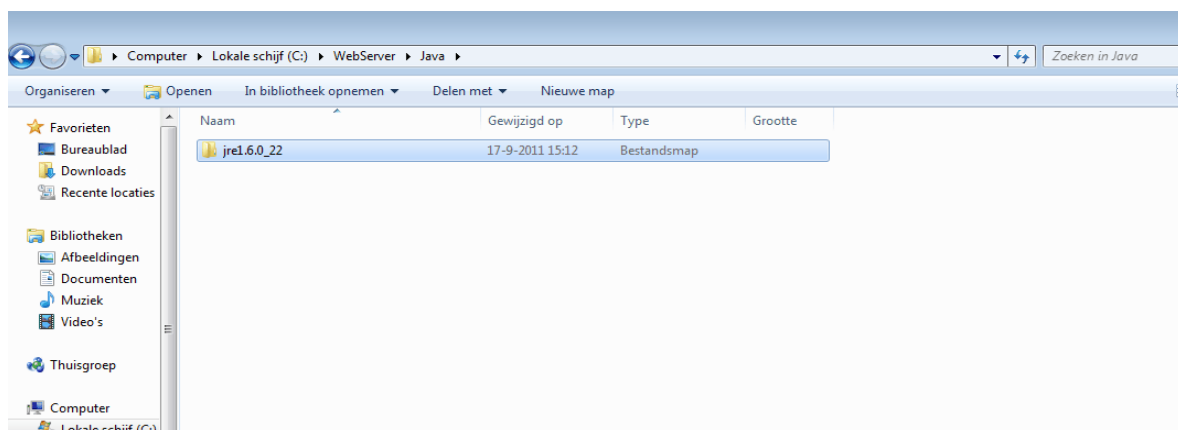 Computer Lokale schijf (C:) WebServer Java Zoeken in Java
Organiseren Openen In bibliotheek opnemen Delen met Nieuwe map
Favorieten
Bureaublad
Downloads
Recente locaties
Bibliotheken
Afbeeldingen
Documenten
Muziek
Video's
Thuisgroep
Computer
Lokale schijf (C:)
Naam Gewijzigd op Type Grootte
jre1.6.0_22 17-9-2011 15:12 Bestandsmap